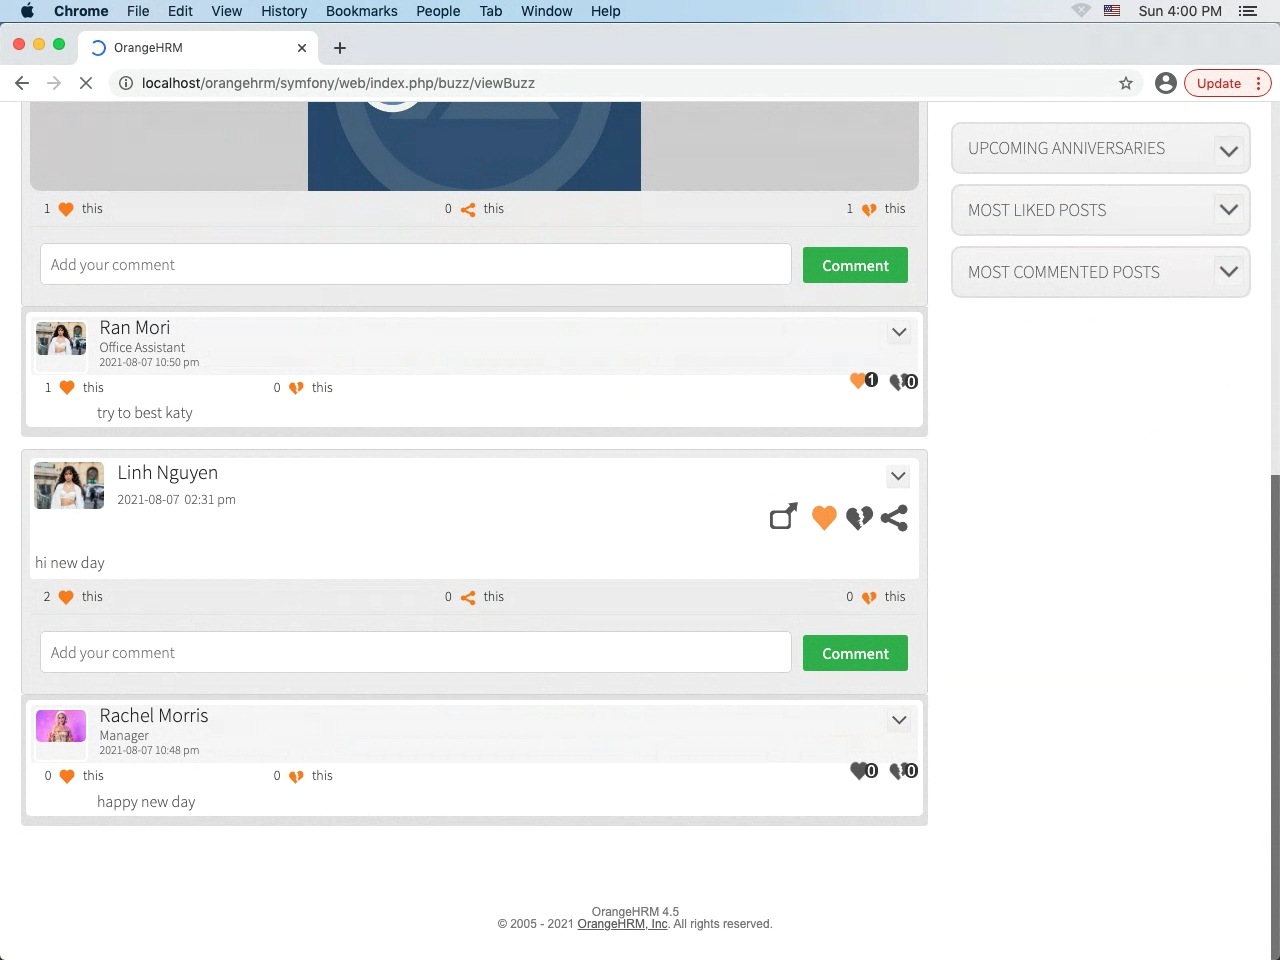 Chrome File Edit View History Bookmarks People Tab Window Help Sun 4:00 PM
OrangeHRM
localhost/orangehrm/symfony/web/index.php/buzz/viewBuzz Update
1 this 0 this 1 this
Add your comment Comment
Ran Mori
Office Assistant
2021-08-07 10:50 pm
1 this 0 this 1 0
try to best katy
Linh Nguyen
2021-08-07 02:31 pm
hi new day
2 this 0 this 0 this
Add your comment Comment
Rachel Morris
Manager
2021-08-07 10:48 pm
0 this 0 this 0 0
happy new day
UPCOMING ANNIVERSARIES
MOST LIKED POSTS
MOST COMMENTED POSTS
OrangeHRM 4.5
© 2005 - 2021 OrangeHRM, Inc. All rights reserved.